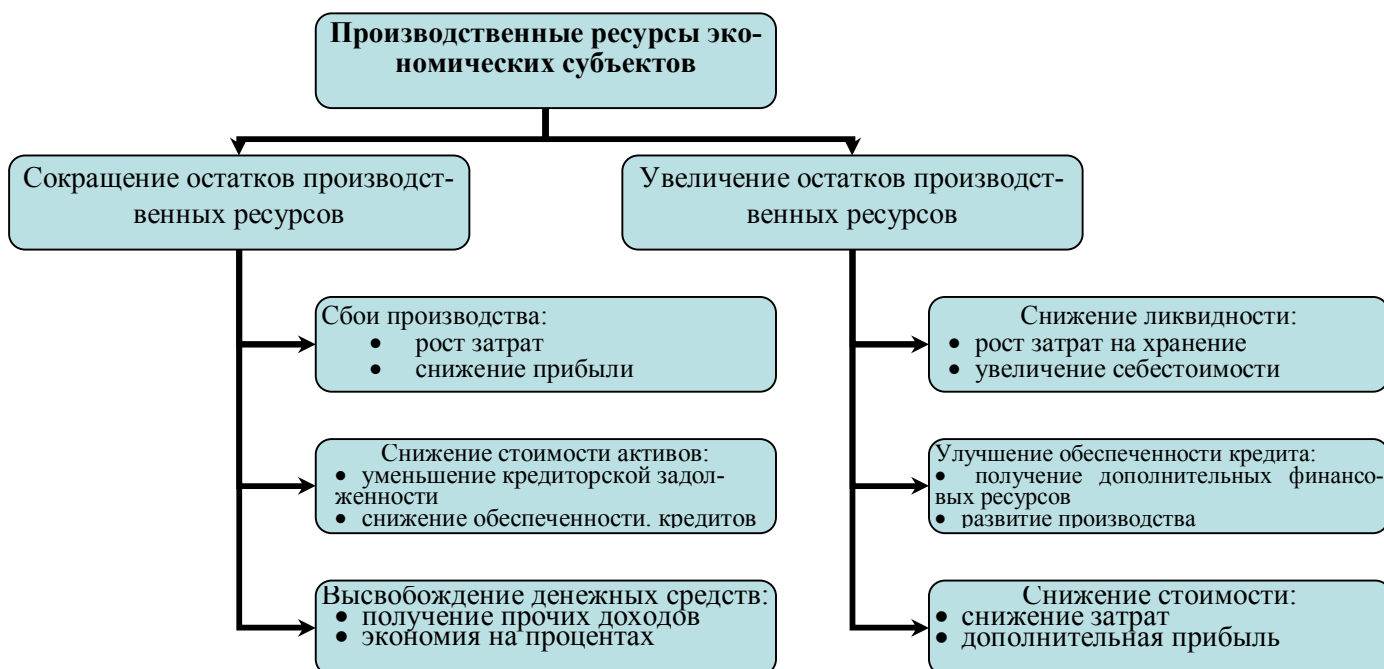 Производственные ресурсы эко-
номических субъектов
Сокращение остатков производст-
венных ресурсов
Увеличение остатков производст-
венных ресурсов
Сбои производства:
• рост затрат
• снижение прибыли
Снижение стоимости активов:
• уменьшение кредиторской задол-
женности
• снижение обеспеченности. кредитов
Высвобождение денежных средств:
• получение прочих доходов
• экономия на процентах
Снижение ликвидности:
• рост затрат на хранение
• увеличение себестоимости
Улучшение обеспеченности кредита:
• получение дополнительных финансо-
вых ресурсов
• развитие производства
Снижение стоимости:
• снижение затрат
• дополнительная прибыль